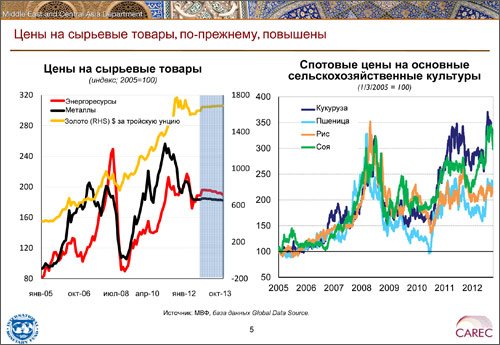 Middle East and Central Asia Department
Цены на сырьевые товары, по-прежнему, повышены
Цены на сырьевые товары
(индекс; 2005=100)
Энергоресурсы
Металлы
Золото (RHS) $ за тройскую унцию
320
280
240
200
160
120
80
1800
1400
1000
600
200
-200
янв-05
окт-06
июл-08
апр-10
янв-12
окт-13
Спотовые цены на основные
сельскохозяйственные культуры
(1/3/2005 = 100)
Кукуруза
Пшеница
Рис
Соя
400
350
300
250
200
150
100
50
2005
2006
2007
2008
2009
2010
2011
2012
Источник: МВФ, база данных Global Data Source.
INTERNATIONAL MONETARY FUND
5
CAREC